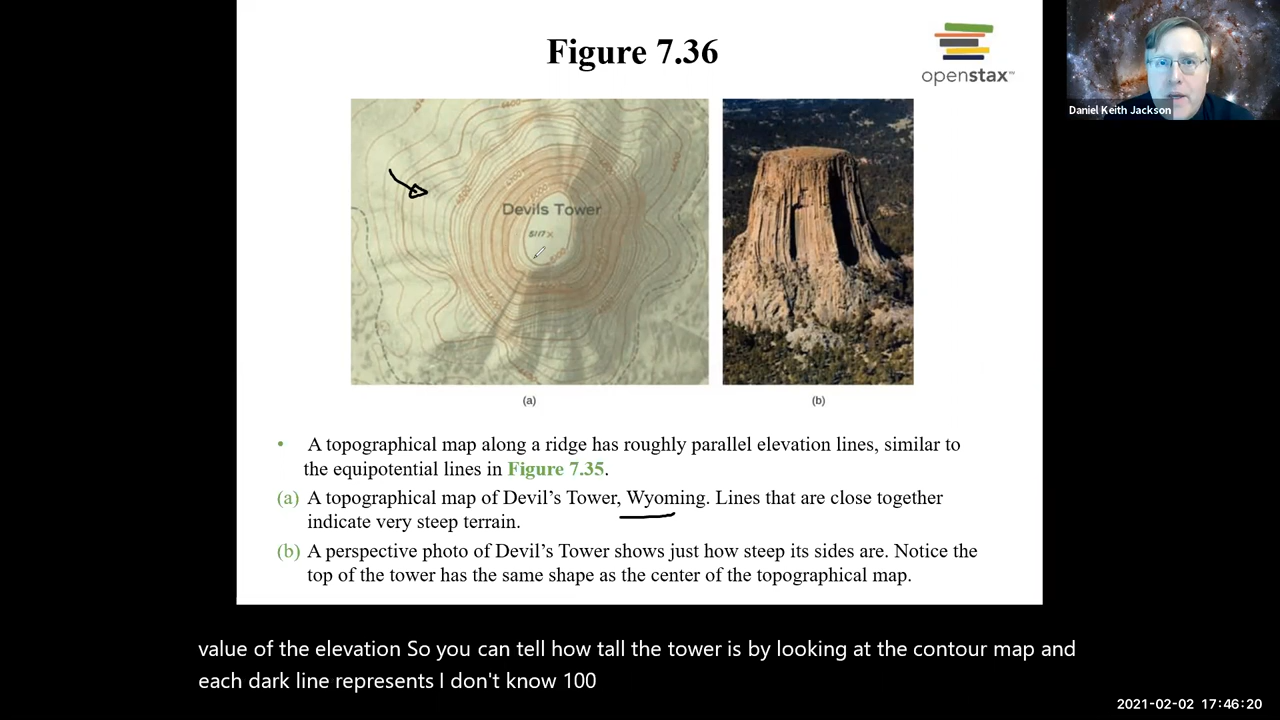 Figure 7.36
openstax™
Daniel Keith Jackson
Devils Tower
5117x
(a)
(b)
• A topographical map along a ridge has roughly parallel elevation lines, similar to
the equipotential lines in Figure 7.35.
(a) A topographical map of Devil’s Tower, Wyoming. Lines that are close together
indicate very steep terrain.
(b) A perspective photo of Devil’s Tower shows just how steep its sides are. Notice the
top of the tower has the same shape as the center of the topographical map.
value of the elevation So you can tell how tall the tower is by looking at the contour map and
each dark line represents I don't know 100
2021-02-02 17:46:20